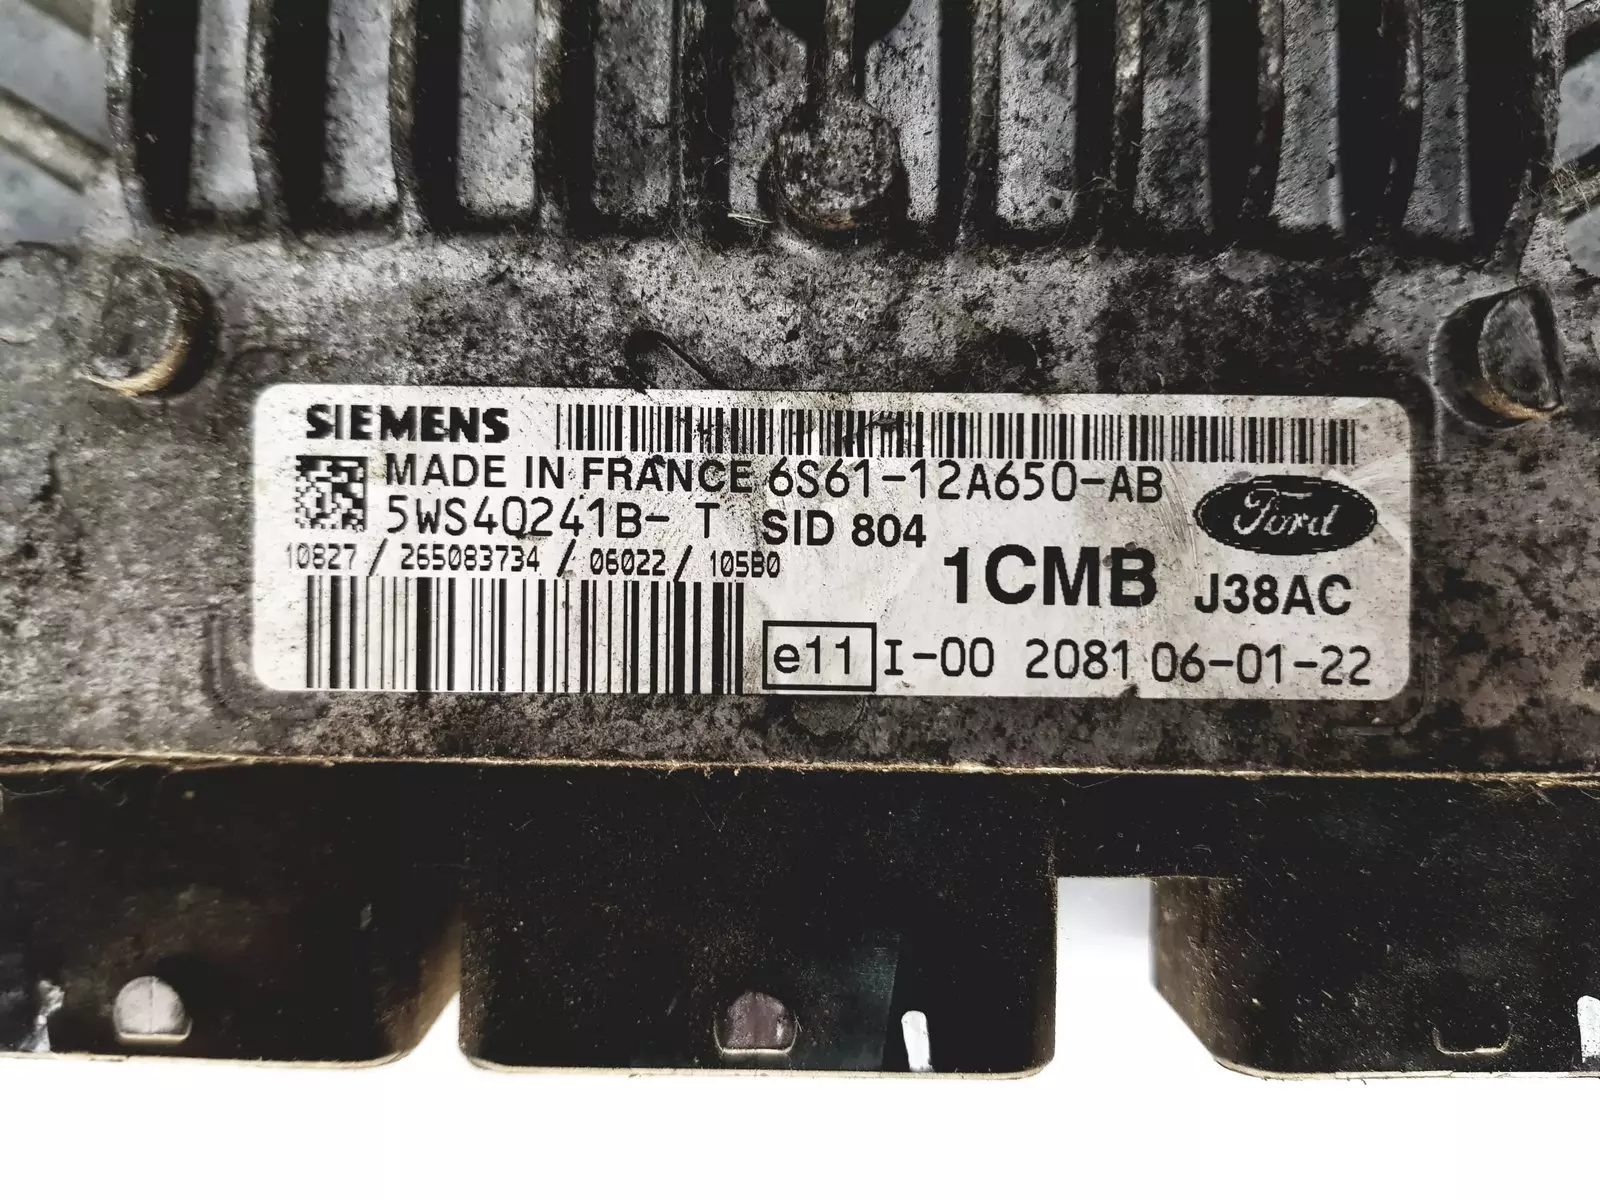 SIEMENS
MADE IN FRANCE 6S61-12A650-AB
5WS40241B- T SID 804
Ford
10827 / 265083734 / 06022 / 105B0
1CMB J38AC
e11 I-00 2081 06-01-22